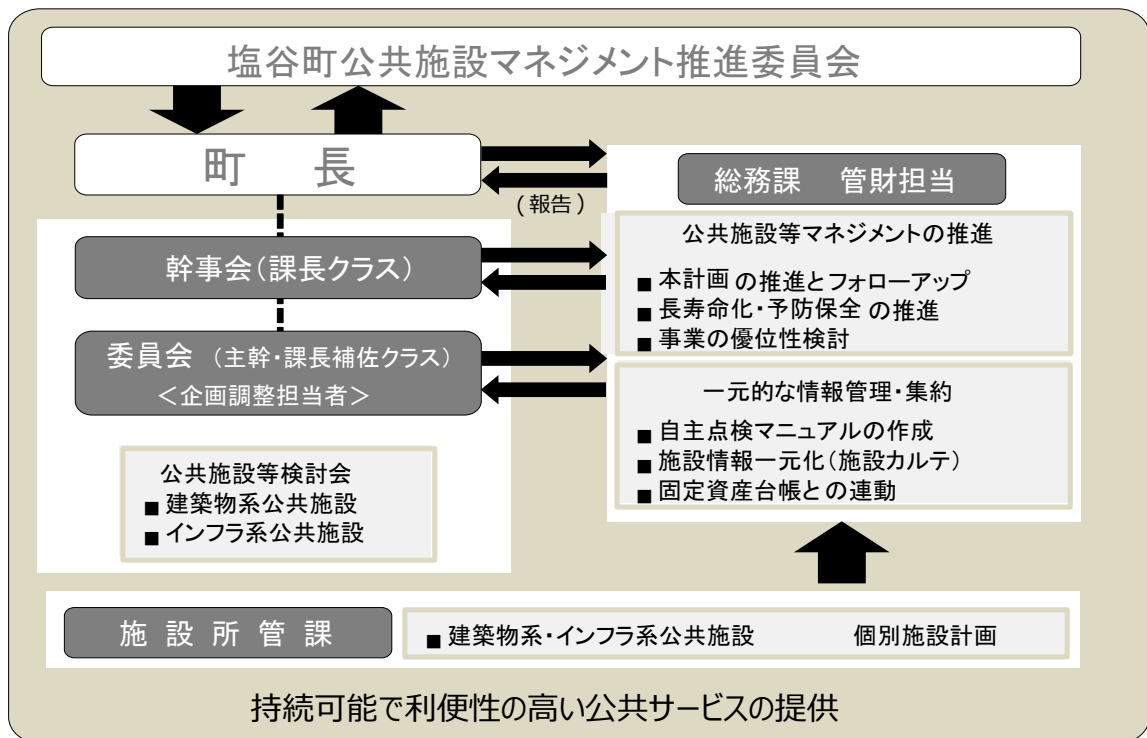 塩谷町公共施設マネジメント推進委員会
町　長
(報告)
総務課　管財担当
公共施設等マネジメントの推進
■ 本計画 の推進とフォローアップ
■ 長寿命化・予防保全 の推進
■ 事業の優位性検討
幹事会(課長クラス)
委員会 (主幹・課長補佐クラス)
＜企画調整担当者＞
一元的な情報管理・集約
■ 自主点検マニュアルの作成
■ 施設情報一元化(施設カルテ)
■ 固定資産台帳との連動
公共施設等検討会
■ 建築物系公共施設
■ インフラ系公共施設
施設所管課
■ 建築物系・インフラ系公共施設　個別施設計画
持続可能で利便性の高い公共サービスの提供